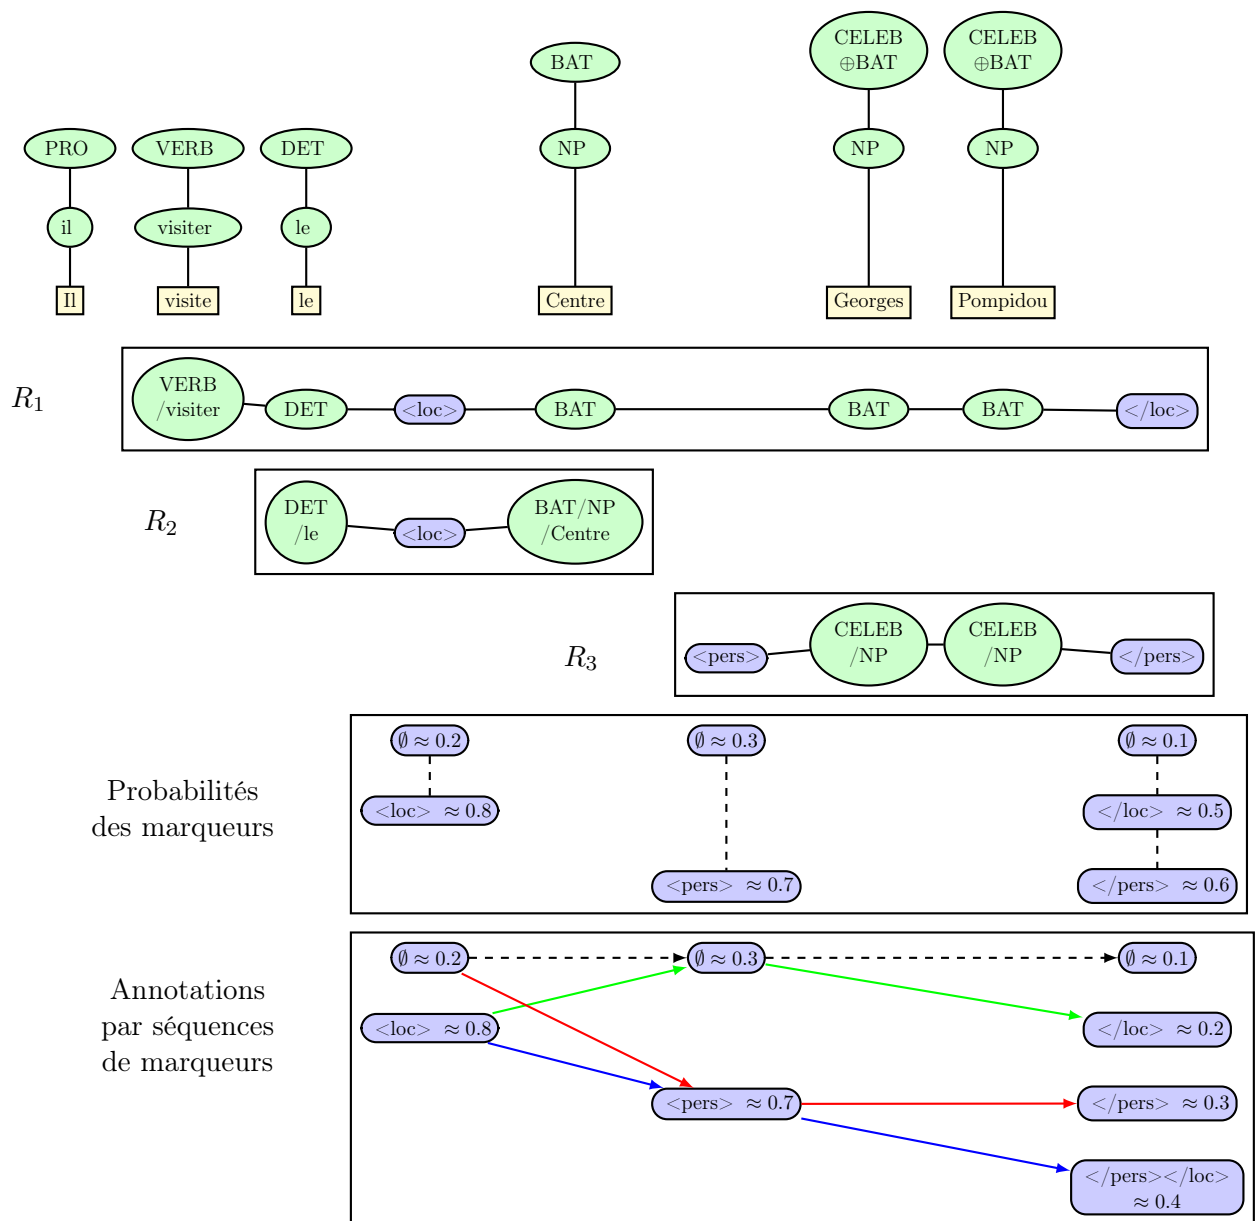 CELEB CELEB
BAT ⊕BAT ⊕BAT
PRO VERB DET NP NP NP
il visiter le
Il visite le Centre Georges Pompidou
R1 VERB
/visiter DET <loc> BAT BAT BAT </loc>
R2 DET
/le <loc> BAT/NP
/Centre
R3 <pers> CELEB
/NP CELEB
/NP </pers>
∅ ≈ 0.2 ∅ ≈ 0.3 ∅ ≈ 0.1
Probabilités
des marqueurs
<loc> ≈ 0.8 </loc> ≈ 0.5
<pers> ≈ 0.7 </pers> ≈ 0.6
∅ ≈ 0.2 ∅ ≈ 0.3 ∅ ≈ 0.1
Annotations
par séquences
de marqueurs
<loc> ≈ 0.8 </loc> ≈ 0.2
<pers> ≈ 0.7 </pers> ≈ 0.3
</pers></loc>
≈ 0.4